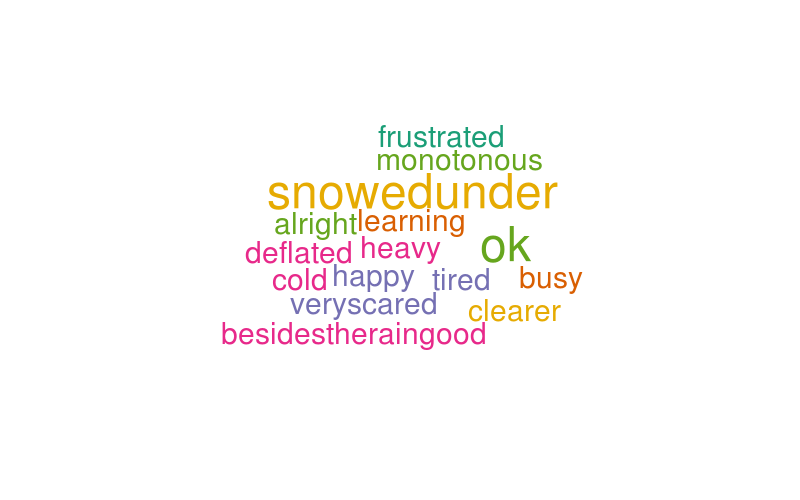 frustrated
monotonous
snowedunder
alright learning
ok
deflated heavy
cold happy tired busy
veryscared clearer
besidestheraingood